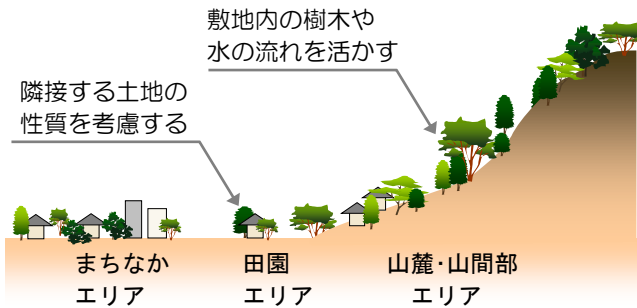 敷地内の樹木や
水の流れを活かす
隣接する土地の
性質を考慮する
まちなか
エリア
田園
エリア
山麓・山間部
エリア